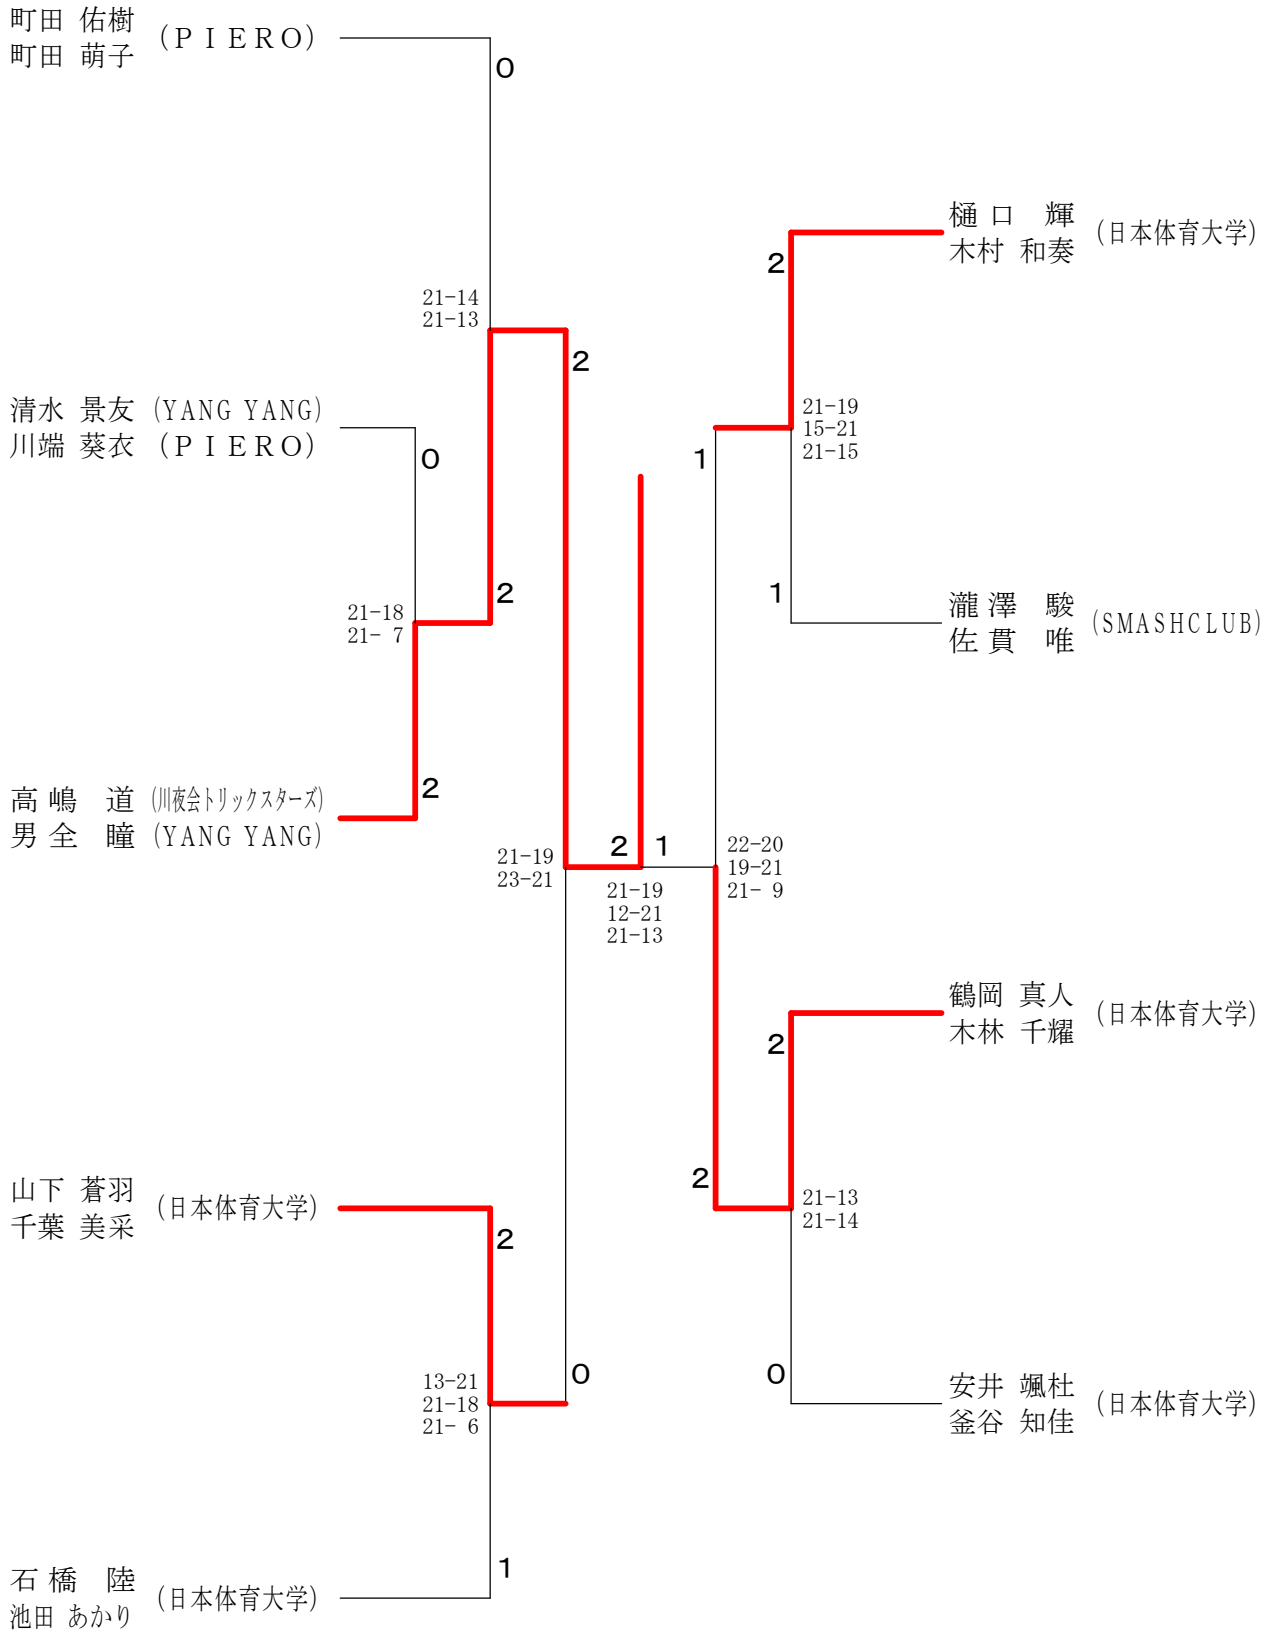 町田 佑樹 (PIERO)
町田 萌子
0
21-14
21-13
2
清水 景友 (YANG YANG)
川端 葵衣 (PIERO)
0
2
21-18
21- 7
高嶋 道 (川夜会トリックスターズ)
男全 瞳 (YANG YANG)
2
21-19
23-21
2 1
21-19
12-21
21-13
山下 蒼羽 (日本体育大学)
千葉 美采
2
0
13-21
21-18
21- 6
石橋 陸 (日本体育大学)
池田 あかり
1
樋口 輝 (日本体育大学)
木村 和奏
2
21-19
15-21
21-15
1
1
瀧澤 駿 (SMASHCLUB)
佐貫 唯
22-20
19-21
21- 9
鶴岡 真人 (日本体育大学)
木林 千耀
2
2
21-13
21-14
0
安井 颯杜 (日本体育大学)
釜谷 知佳